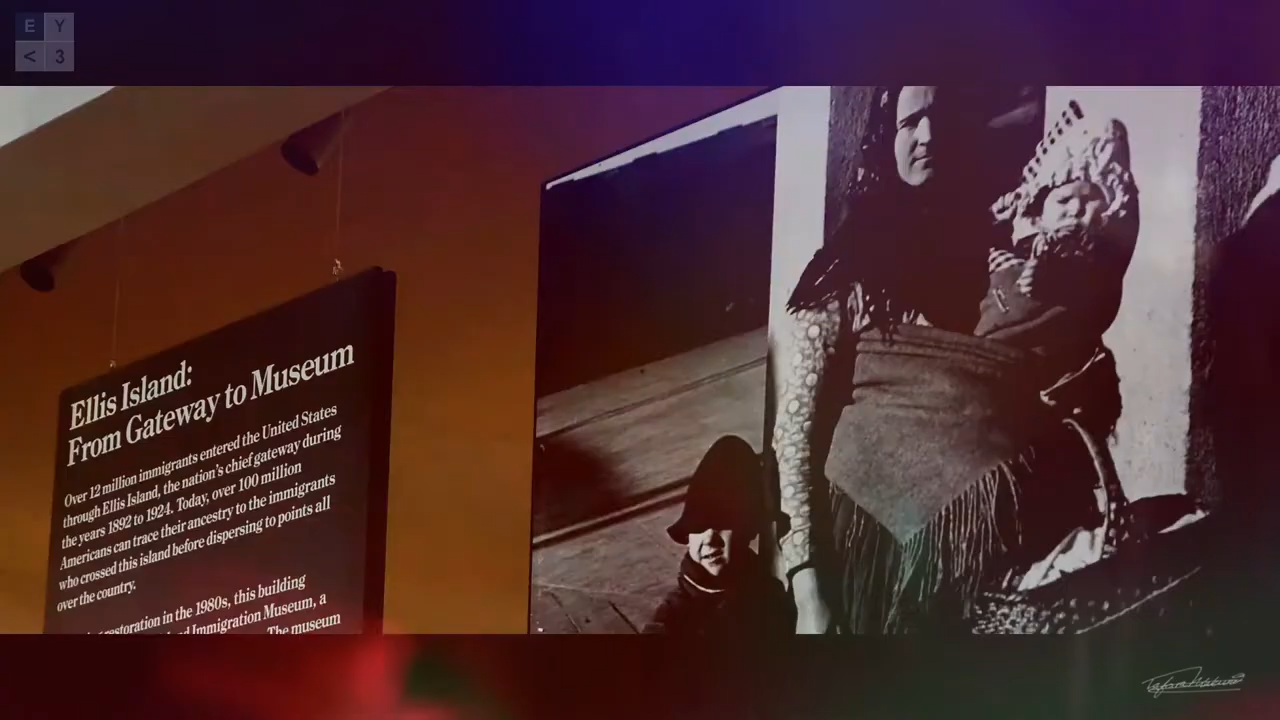 E Y
< 3
Ellis Island:
From Gateway to Museum
Over 12 million immigrants entered the United States
through Ellis Island, the nation's chief gateway during
the years 1892 to 1924. Today, over 100 million
Americans can trace their ancestry to the immigrants
who crossed this island before dispersing to points all
over the country.
restoration in the 1980s, this building
Immigration Museum, a
The museum